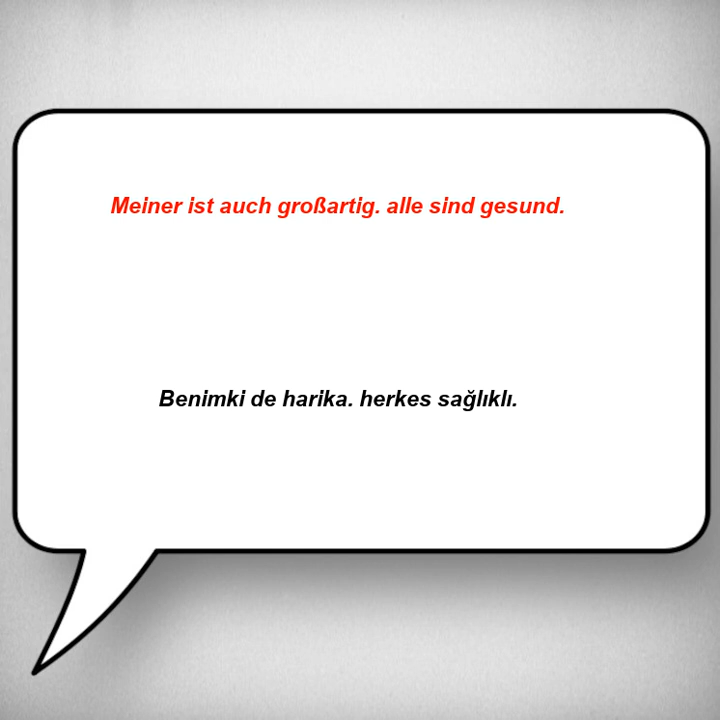 Meiner ist auch großartig. alle sind gesund.
Benimki de harika. herkes sağlıklı.